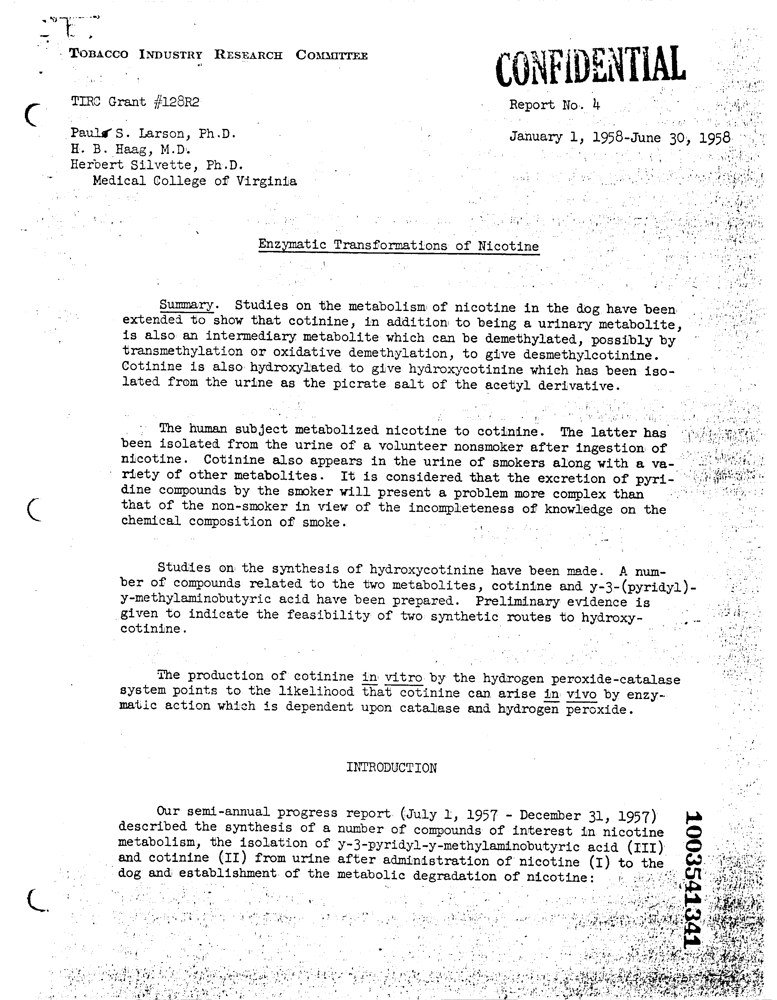 TOBACCO INDUSTRY RESEARCH COMMITTEE
CONFIDENTIAL
TIRC Grant #128R2
Report No. 4
Paul S. Larson, Ph.D.
January 1, 1958-June 30, 1958
H. B. Haag, M.D.
Herbert Silvette, Ph.D.
Medical College of Virginia
Enzymatic Transformations of Nicotine
Summary. Studies on the metabolism of nicotine in the dog have been
extended to show that cotinine, in addition to being a urinary metabolite,
is also an intermediary metabolite which can be demethylated, possibly by
transmethylation or oxidative demethylation, to give desmethylcotinine.
Cotinine is also hydroxylated to give hydroxycotinine which has been iso-
lated from the urine as the picrate salt of the acetyl derivative.
The human subject metabolized nicotine to cotinine. The latter has
been isolated from the urine of a volunteer nonsmoker after ingestion of
nicotine. Cotinine also appears in the urine of smokers along with a va-
riety of other metabolites. It is considered that the excretion of pyri-
dine compounds by the smoker will present a problem more complex than
that of the non-smoker in view of the incompleteness of knowledge on the
chemical composition of smoke.
Studies on the synthesis of hydroxycotinine have been made. A num-
ber of compounds related to the two metabolites, cotinine and y-3-(pyridyl)-
y-methylaminobutyric acid have been prepared. Preliminary evidence is
given to indicate the feasibility of two synthetic routes to hydroxy-
cotinine.
The production of cotinine in vitro by the hydrogen peroxide-catalase
system points to the likelihood that cotinine can arise in vivo by enzy-
matic action which is dependent upon catalase and hydrogen peroxide.
INTRODUCTION
Our semi-annual progress report (July 1, 1957 - December 31, 1957)
described the synthesis of a number of compounds of interest in nicotine
metabolism, the isolation of y-3-pyridyl-y-methylaminobutyric acid (III)
and cotinine (II) from urine after administration of nicotine (I) to the
dog and establishment of the metabolic degradation of nicotine:
1003541341